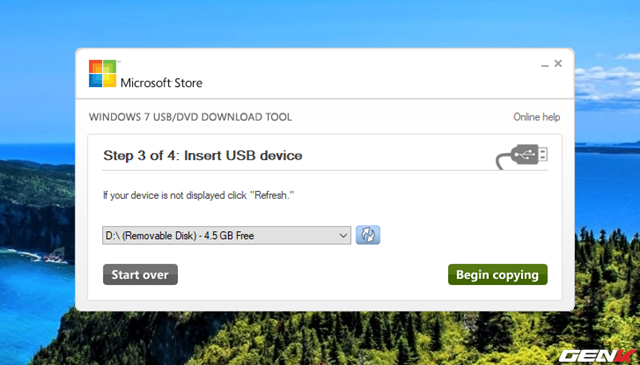 Microsoft Store
WINDOWS 7 USB/DVD DOWNLOAD TOOL
Online help
Step 3 of 4: Insert USB device
If your device is not displayed click "Refresh."
D:\ (Removable Disk) - 4.5 GB Free
Start over
Begin copying
GENK